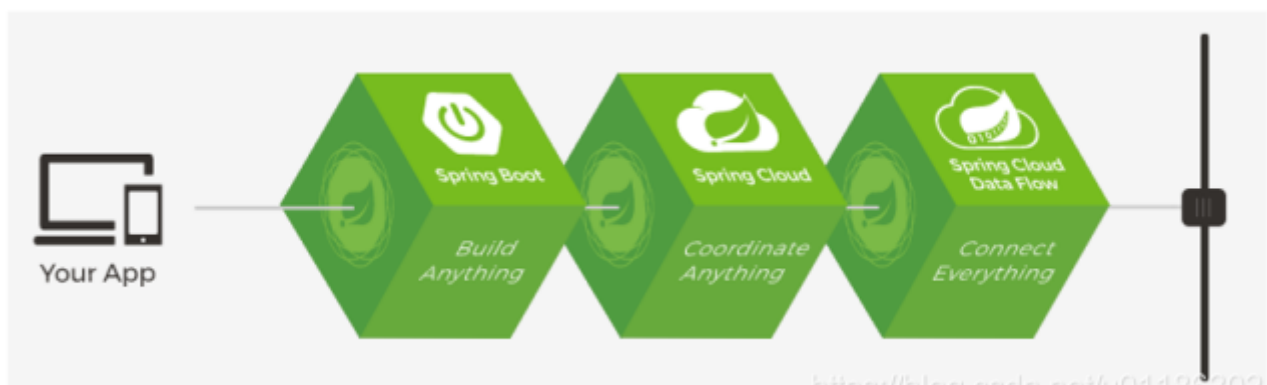 Your App
Spring Boot
Build
Anything
Spring Cloud
Coordinate
Anything
Spring Cloud
Data Flow
Connect
Everything